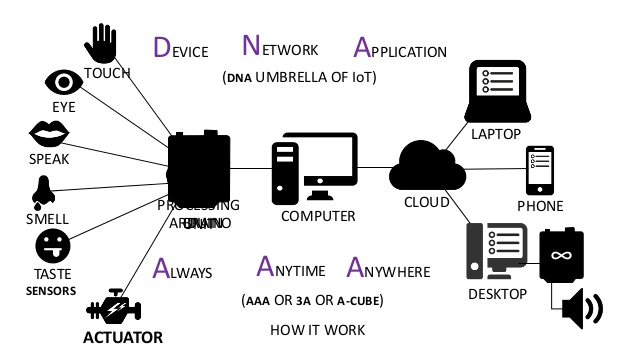 DEVICE NETWORK APPLICATION
(DNA UMBRELLA OF IoT)
TOUCH
EYE
SPEAK
SMELL
TASTE
SENSORS
ACTUATOR
PROCESSING
COMPUTER
CLOUD
LAPTOP
PHONE
DESKTOP
ALWAYS ANYTIME ANYWHERE
(AAA OR 3A OR A-CUBE)
HOW IT WORK